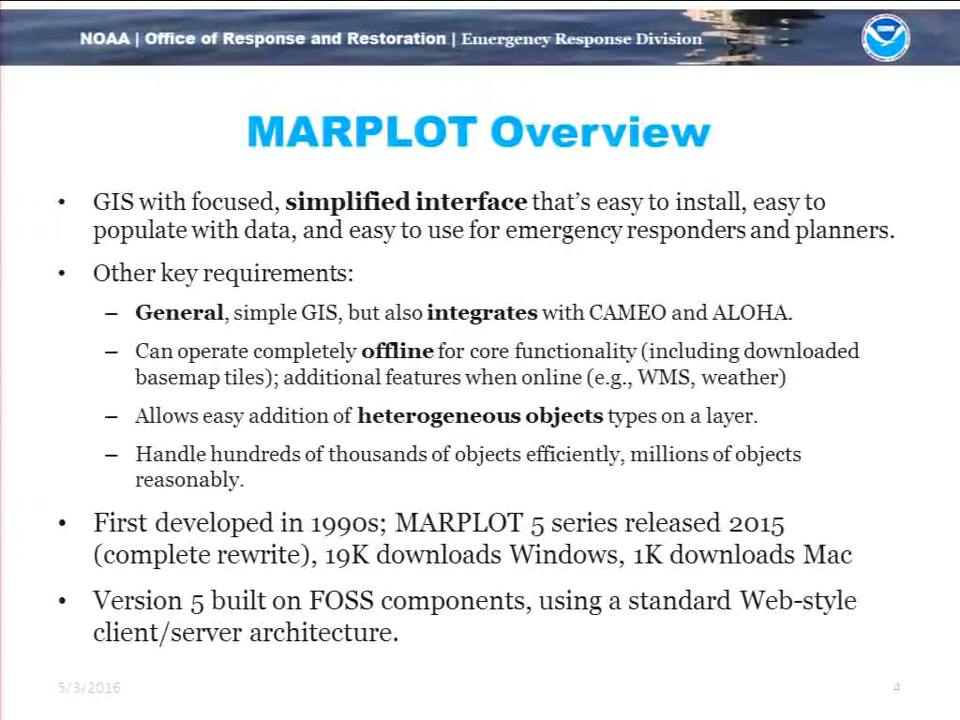 NOAA | Office of Response and Restoration | Emergency Response Division
MARPLOT Overview
• GIS with focused, simplified interface that's easy to install, easy to
populate with data, and easy to use for emergency responders and planners.
• Other key requirements:
– General, simple GIS, but also integrates with CAMEO and ALOHA.
– Can operate completely offline for core functionality (including downloaded
basemap tiles); additional features when online (e.g., WMS, weather)
– Allows easy addition of heterogeneous objects types on a layer.
– Handle hundreds of thousands of objects efficiently, millions of objects
reasonably.
• First developed in 1990s; MARPLOT 5 series released 2015
(complete rewrite), 19K downloads Windows, 1K downloads Mac
• Version 5 built on FOSS components, using a standard Web-style
client/server architecture.
5/3/2016 4